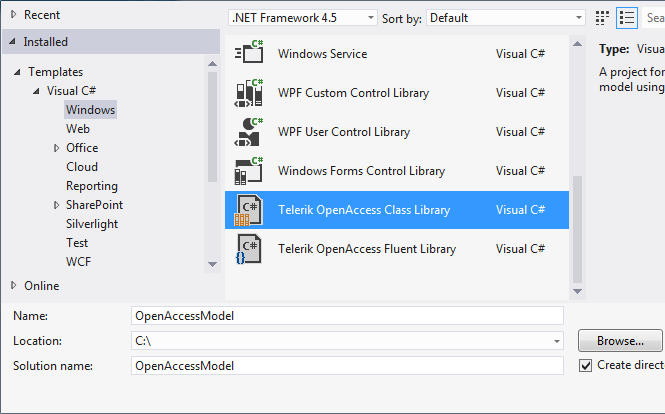 Recent
.NET Framework 4.5 Sort by: Default Sea
Installed
Templates
Visual C#
Windows
Web
Office
Cloud
Reporting
SharePoint
Silverlight
Test
WCF
Online
C# Windows Service Visual C#
C# WPF Custom Control Library Visual C#
C# WPF User Control Library Visual C#
C# Windows Forms Control Library Visual C#
C# Telerik OpenAccess Class Library Visual C#
C# Telerik OpenAccess Fluent Library Visual C#
Type: Visua
A project for
model using
Name: OpenAccessModel
Location: C:\ Browse...
Solution name: OpenAccessModel Create direct